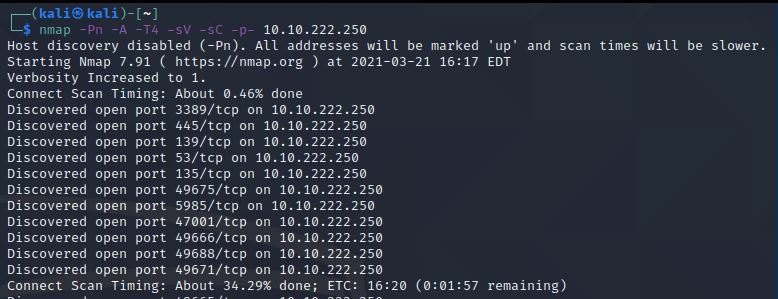 ┌──(kali㉿kali)-[~]
└─$ nmap -Pn -A -T4 -sV -sC -p- 10.10.222.250
Host discovery disabled (-Pn). All addresses will be marked 'up' and scan times will be slower.
Starting Nmap 7.91 ( https://nmap.org ) at 2021-03-21 16:17 EDT
Verbosity Increased to 1.
Connect Scan Timing: About 0.46% done
Discovered open port 3389/tcp on 10.10.222.250
Discovered open port 445/tcp on 10.10.222.250
Discovered open port 139/tcp on 10.10.222.250
Discovered open port 53/tcp on 10.10.222.250
Discovered open port 135/tcp on 10.10.222.250
Discovered open port 49675/tcp on 10.10.222.250
Discovered open port 5985/tcp on 10.10.222.250
Discovered open port 47001/tcp on 10.10.222.250
Discovered open port 49666/tcp on 10.10.222.250
Discovered open port 49688/tcp on 10.10.222.250
Discovered open port 49671/tcp on 10.10.222.250
Connect Scan Timing: About 34.29% done; ETC: 16:20 (0:01:57 remaining)